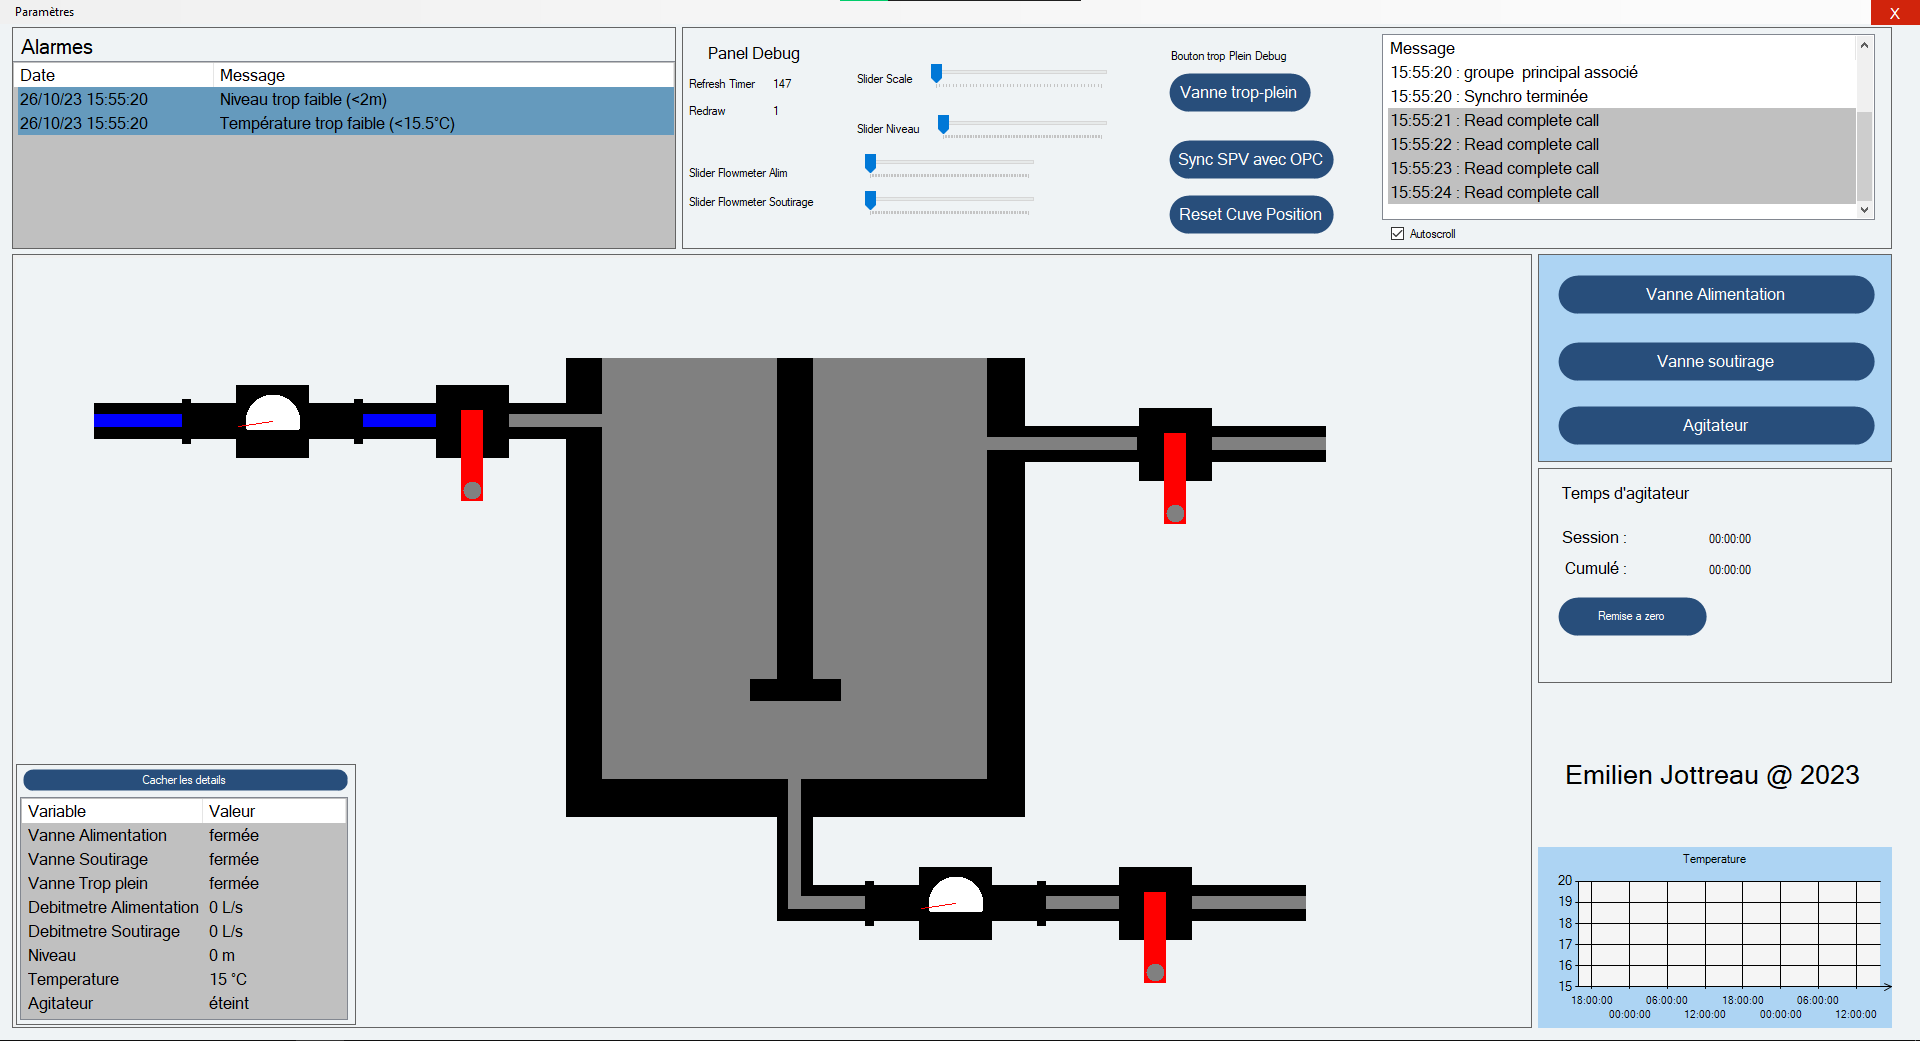 Paramètres
X
Alarmes
Date Message
26/10/23 15:55:20 Niveau trop faible (<2m)
26/10/23 15:55:20 Température trop faible (<15.5°C)
Panel Debug
Refresh Timer 147
Redraw 1
Slider Scale
Slider Niveau
Slider Flowmeter Alim
Slider Flowmeter Soutirage
Bouton trop Plein Debug
Vanne trop-plein
Sync SPV avec OPC
Reset Cuve Position
Message
15:55:20 : groupe  principal associé
15:55:20 : Synchro terminée
15:55:21 : Read complete call
15:55:22 : Read complete call
15:55:23 : Read complete call
15:55:24 : Read complete call
Autoscroll
Vanne Alimentation
Vanne soutirage
Agitateur
Temps d'agitateur
Session : 00:00:00
Cumulé : 00:00:00
Remise a zero
Cacher les details
Variable Valeur
Vanne Alimentation fermée
Vanne Soutirage fermée
Vanne Trop plein fermée
Debitmetre Alimentation 0 L/s
Debitmetre Soutirage 0 L/s
Niveau 0 m
Temperature 15 °C
Agitateur éteint
Emilien Jottreau @ 2023
Temperature
20
19
18
17
16
15
18:00:00 06:00:00 18:00:00 06:00:00
00:00:00 12:00:00 00:00:00 12:00:00